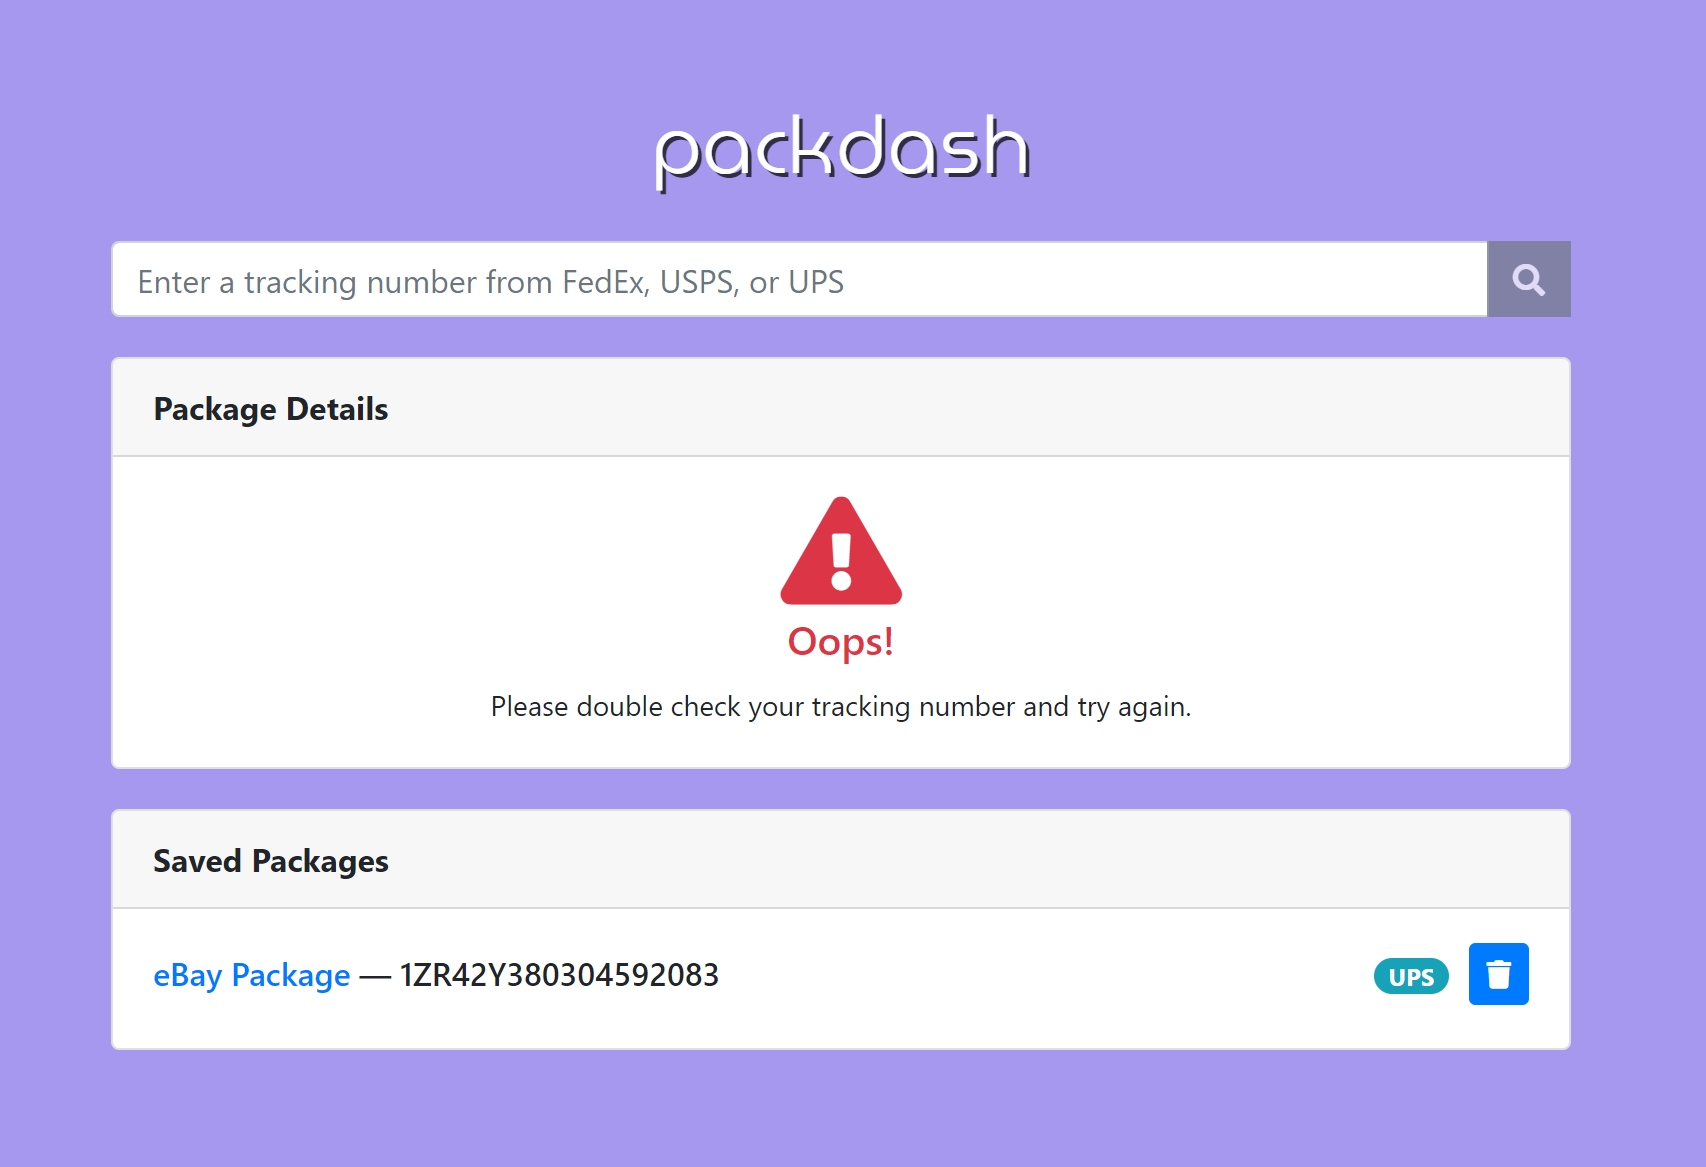 packdash
Enter a tracking number from FedEx, USPS, or UPS
Package Details
Oops!
Please double check your tracking number and try again.
Saved Packages
eBay Package — 1ZR42Y380304592083
UPS